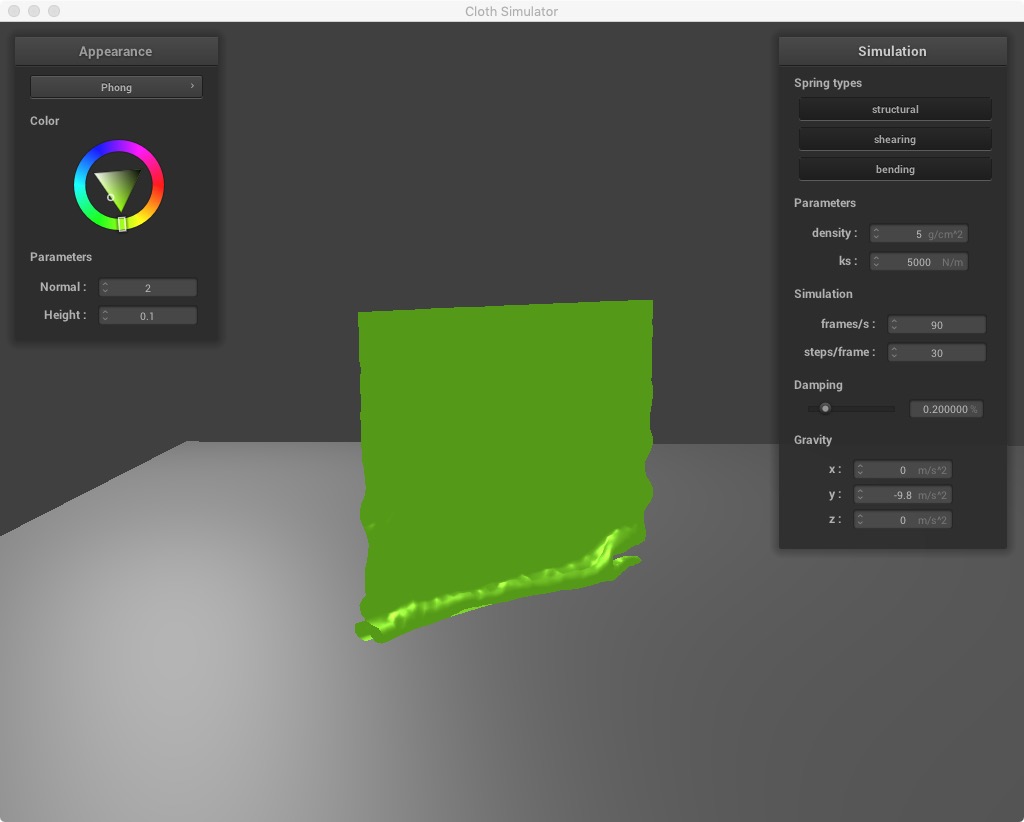 Cloth Simulator
Appearance
Phong
Color
Parameters
Normal : 2
Height : 0.1
Simulation
Spring types
structural
shearing
bending
Parameters
density : 5 g/cm^2
ks : 5000 N/m
Simulation
frames/s : 90
steps/frame : 30
Damping
0.200000 %
Gravity
x : 0 m/s^2
y : -9.8 m/s^2
z : 0 m/s^2